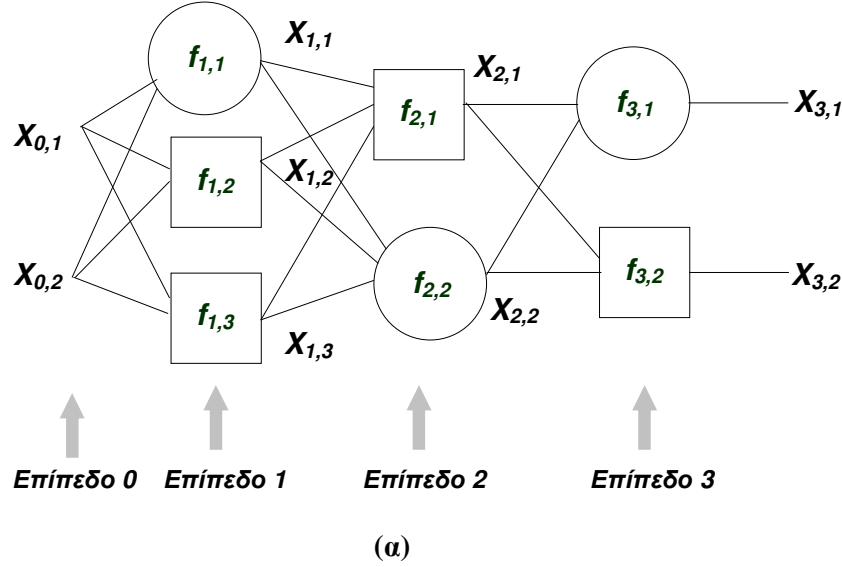 X1,1
f1,1
X2,1
f2,1
f3,1
X3,1
X0,1
f1,2
X1,2
X0,2
f2,2
f3,2
X3,2
f1,3
X2,2
X1,3
Επίπεδο 0 Επίπεδο 1 Επίπεδο 2 Επίπεδο 3
(α)